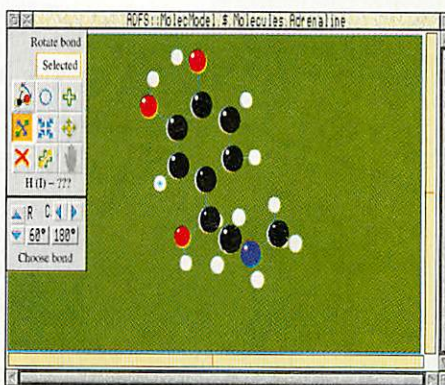 ADFS::MolecModel.$.Molecules.Adrenaline
Rotate bond
Selected
H (1) – ???
R C
60° 180°
Choose bond